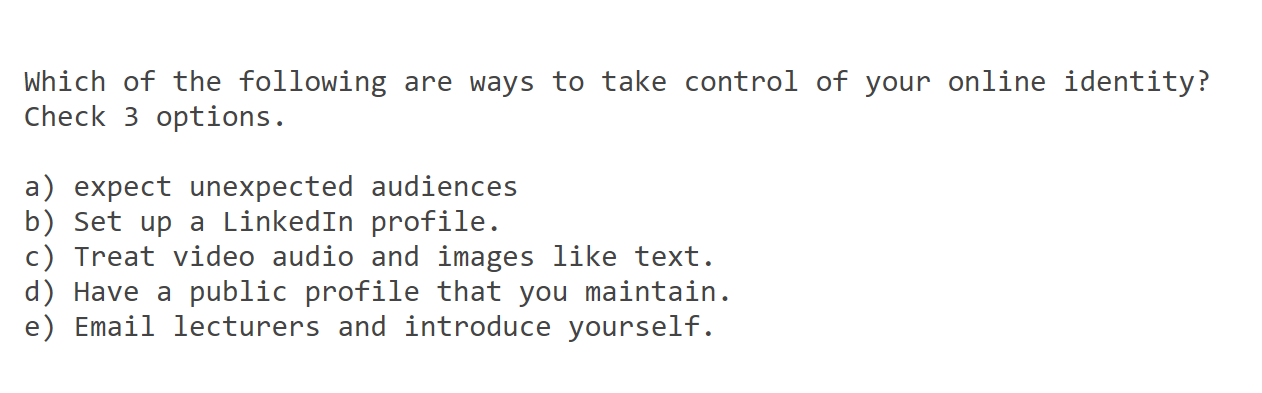 Which of the following are ways to take control of your online identity?
Check 3 options.
a) expect unexpected audiences
b) Set up a LinkedIn profile.
c) Treat video audio and images like text.
d) Have a public profile that you maintain.
e) Email lecturers and introduce yourself.